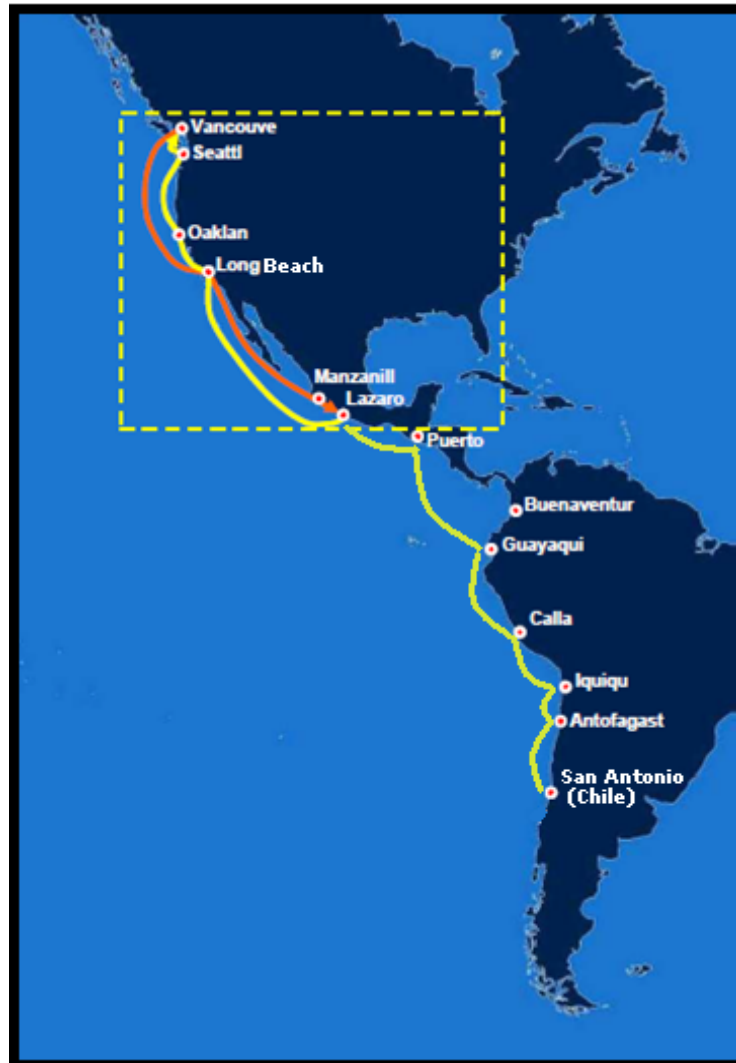 Vancouve
Seattl
Oaklan
Long Beach
Manzanill
Lazaro
Puerto
Buenaventur
Guayaqui
Calla
Iquiqu
Antofagast
San Antonio
(Chile)